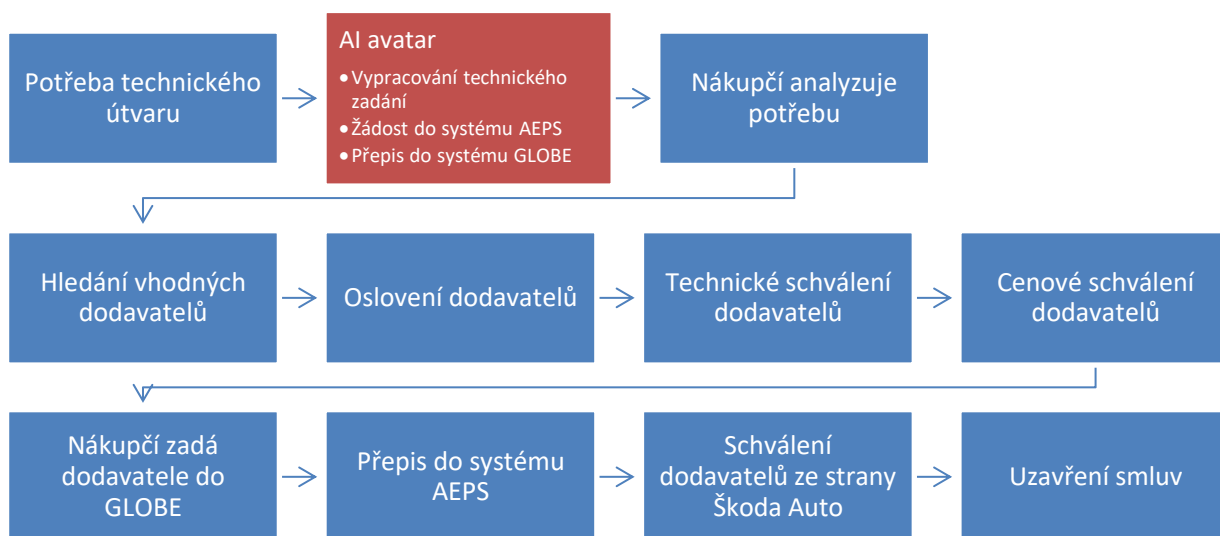 Potřeba technického
útvaru
AI avatar
• Vypracování technického
zadání
• Žádost do systému AEPS
• Přepis do systému GLOBE
Nákupčí analyzuje
potřebu
Hledání vhodných
dodavatelů
Oslovení dodavatelů
Technické schválení
dodavatelů
Cenové schválení
dodavatelů
Nákupčí zadá
dodavatele do
GLOBE
Přepis do systému
AEPS
Schválení
dodavatelů ze strany
Škoda Auto
Uzavření smluv